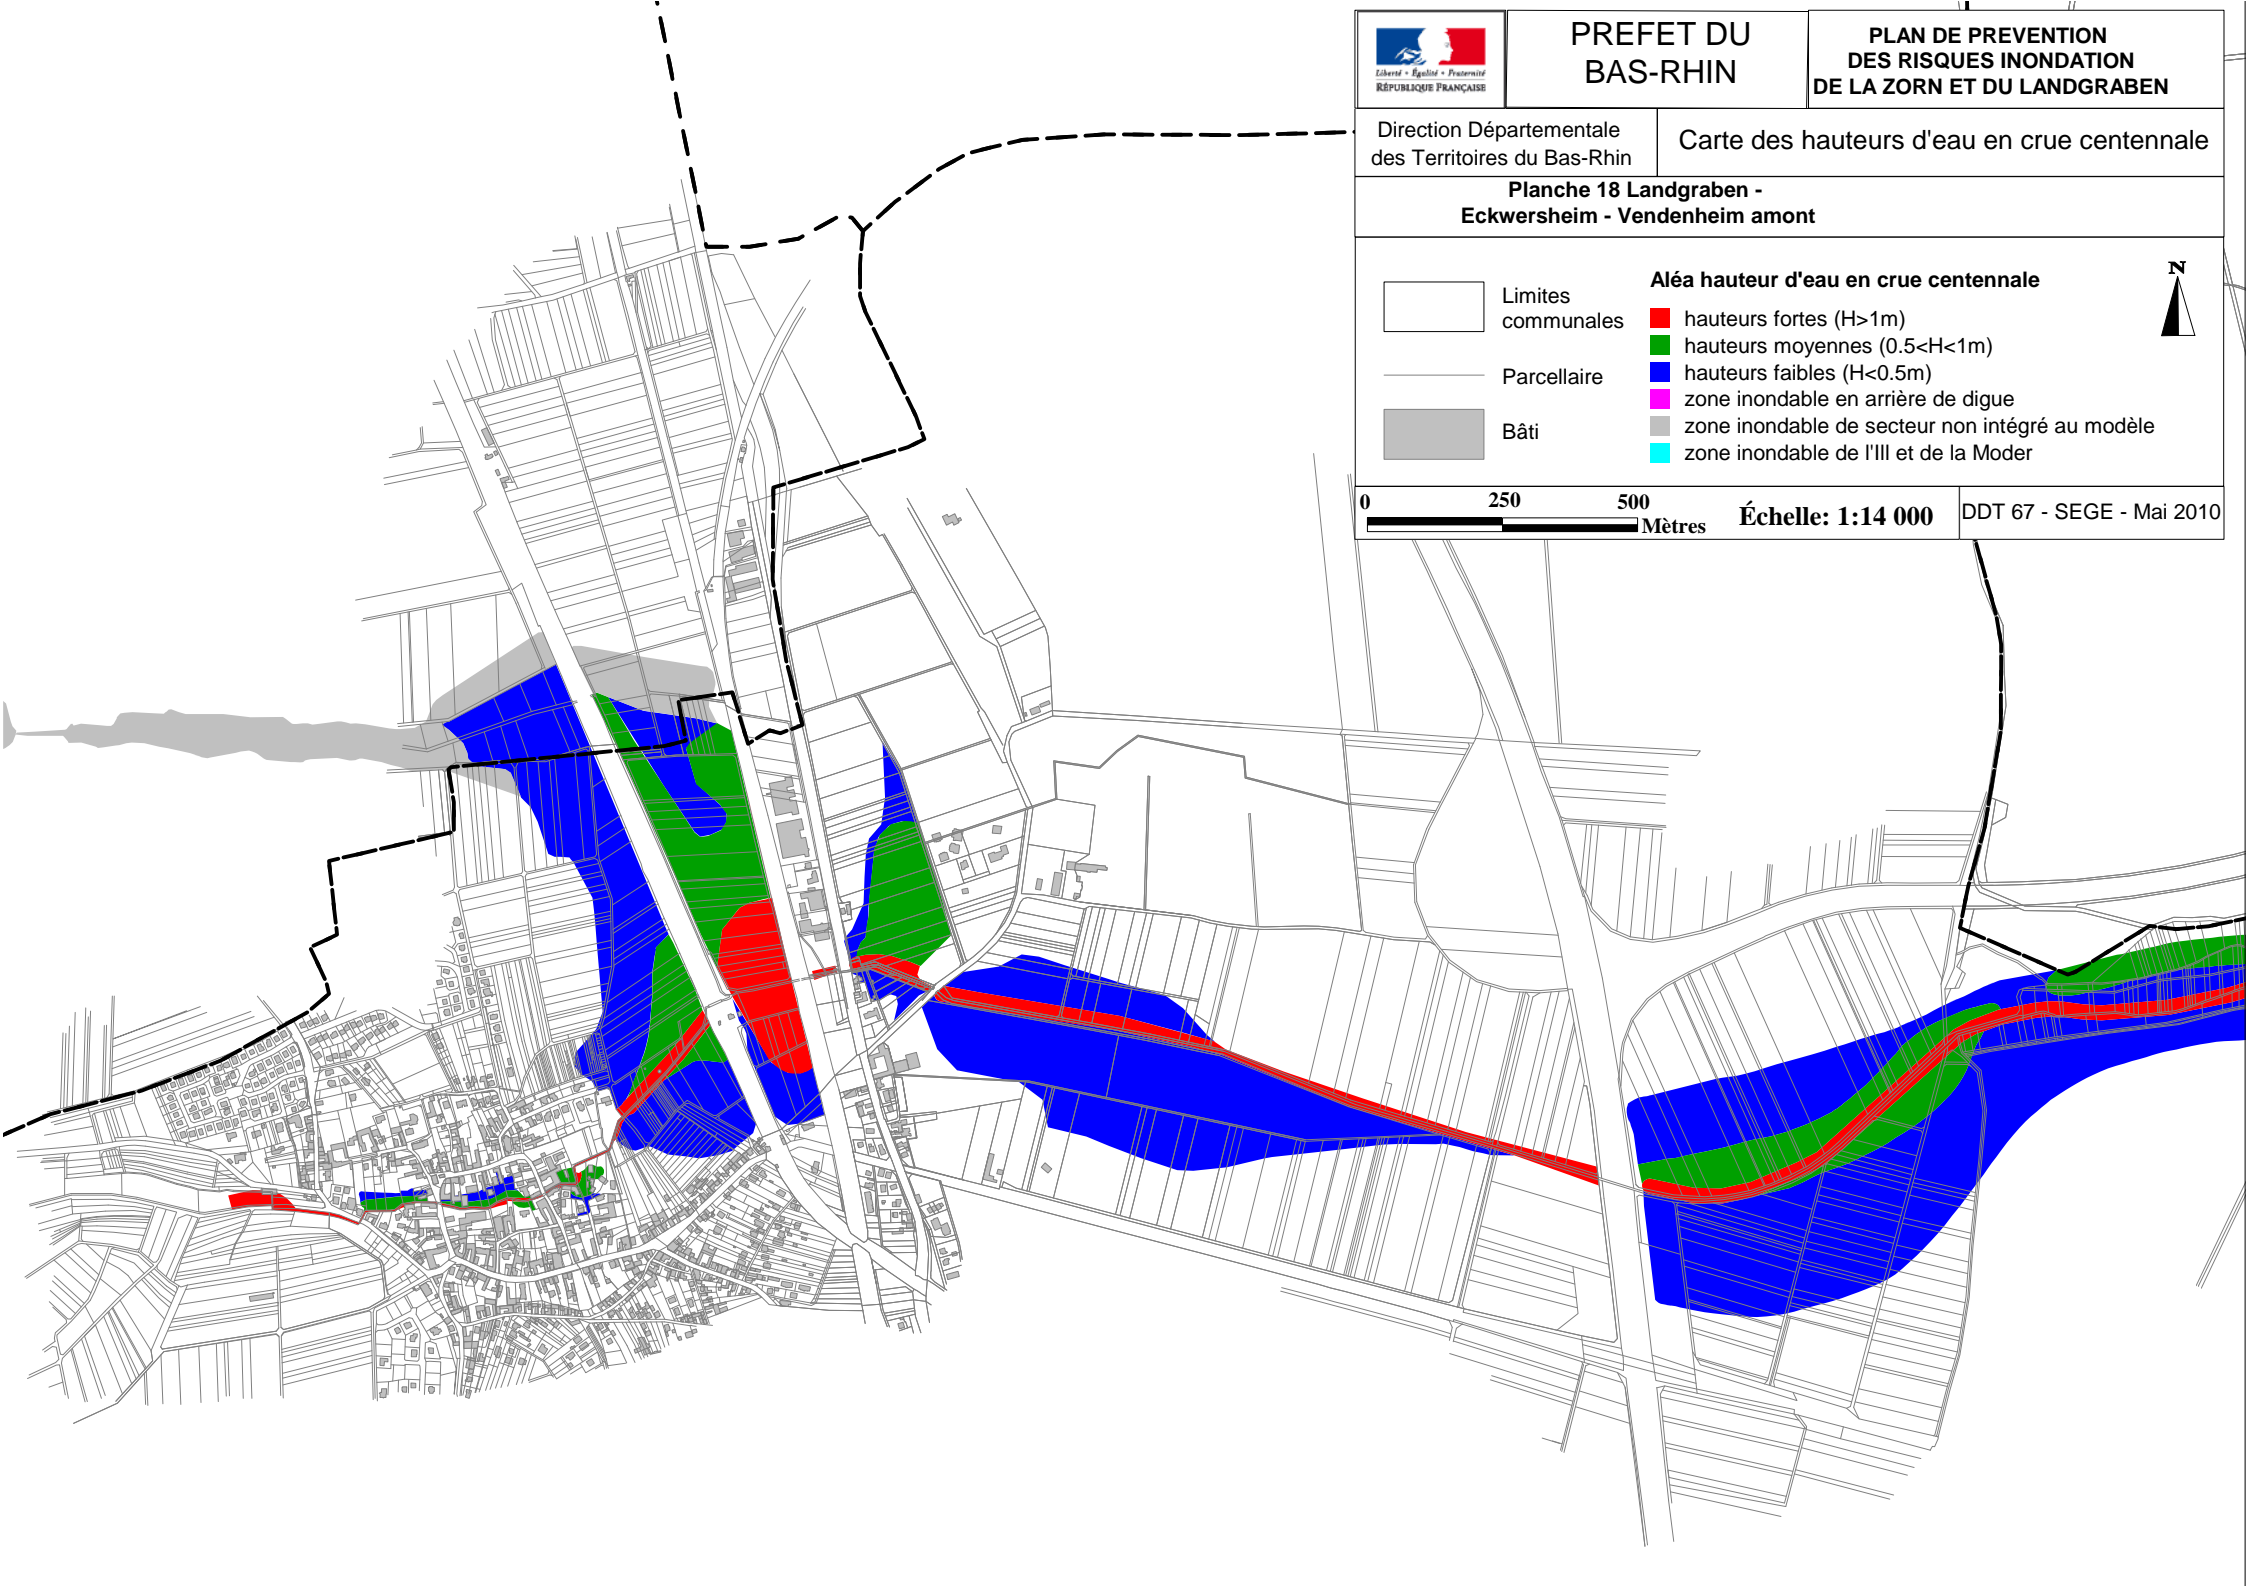 Liberté • Égalité • Fraternité
RÉPUBLIQUE FRANÇAISE
PREFET DU
BAS-RHIN
PLAN DE PREVENTION
DES RISQUES INONDATION
DE LA ZORN ET DU LANDGRABEN
Direction Départementale
des Territoires du Bas-Rhin
Carte des hauteurs d'eau en crue centennale
Planche 18 Landgraben -
Eckwersheim - Vendenheim amont
Limites
communales
Parcellaire
Bâti
Aléa hauteur d'eau en crue centennale
hauteurs fortes (H>1m)
hauteurs moyennes (0.5<H<1m)
hauteurs faibles (H<0.5m)
zone inondable en arrière de digue
zone inondable de secteur non intégré au modèle
zone inondable de l'Ill et de la Moder
N
0 250 500
Mètres
Échelle: 1:14 000
DDT 67 - SEGE - Mai 2010